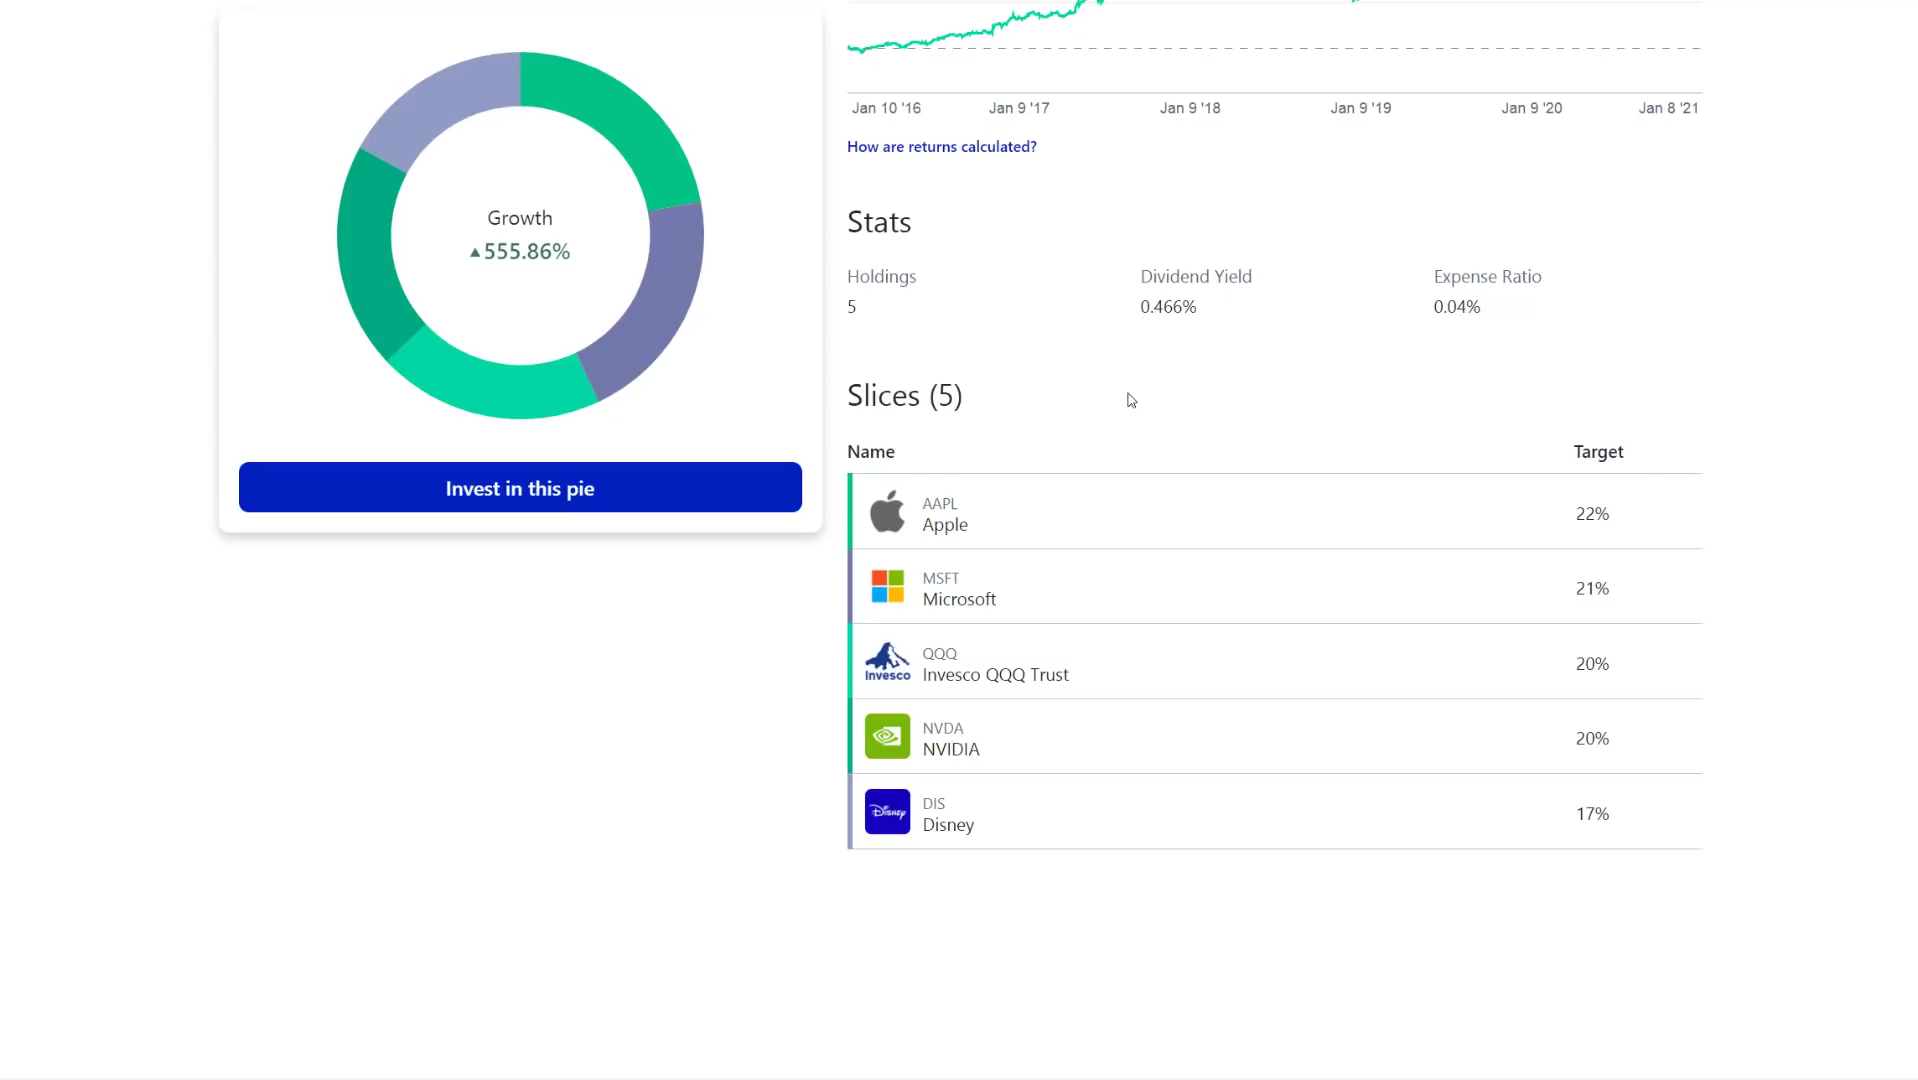 Growth
▲555.86%
Invest in this pie
Jan 10 '16 Jan 9 '17 Jan 9 '18 Jan 9 '19 Jan 9 '20 Jan 8 '21
How are returns calculated?
Stats
Holdings Dividend Yield Expense Ratio
5 0.466% 0.04%
Slices (5)
Name Target
AAPL
Apple
22%
MSFT
Microsoft
21%
Invesco
QQQ
Invesco QQQ Trust
20%
NVDA
NVIDIA
20%
Disney
DIS
Disney
17%